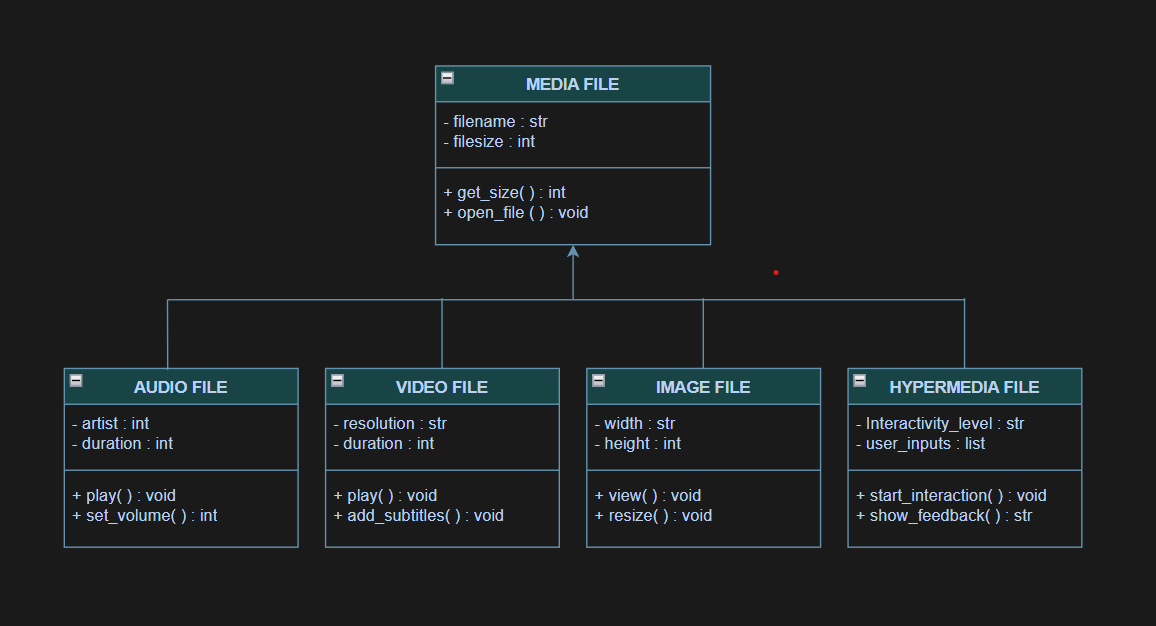 MEDIA FILE
- filename : str
- filesize : int
+ get_size( ) : int
+ open_file ( ) : void
AUDIO FILE
- artist : int
- duration : int
+ play( ) : void
+ set_volume( ) : int
VIDEO FILE
- resolution : str
- duration : int
+ play( ) : void
+ add_subtitles( ) : void
IMAGE FILE
- width : str
- height : int
+ view( ) : void
+ resize( ) : void
HYPERMEDIA FILE
- Interactivity_level : str
- user_inputs : list
+ start_interaction( ) : void
+ show_feedback( ) : str